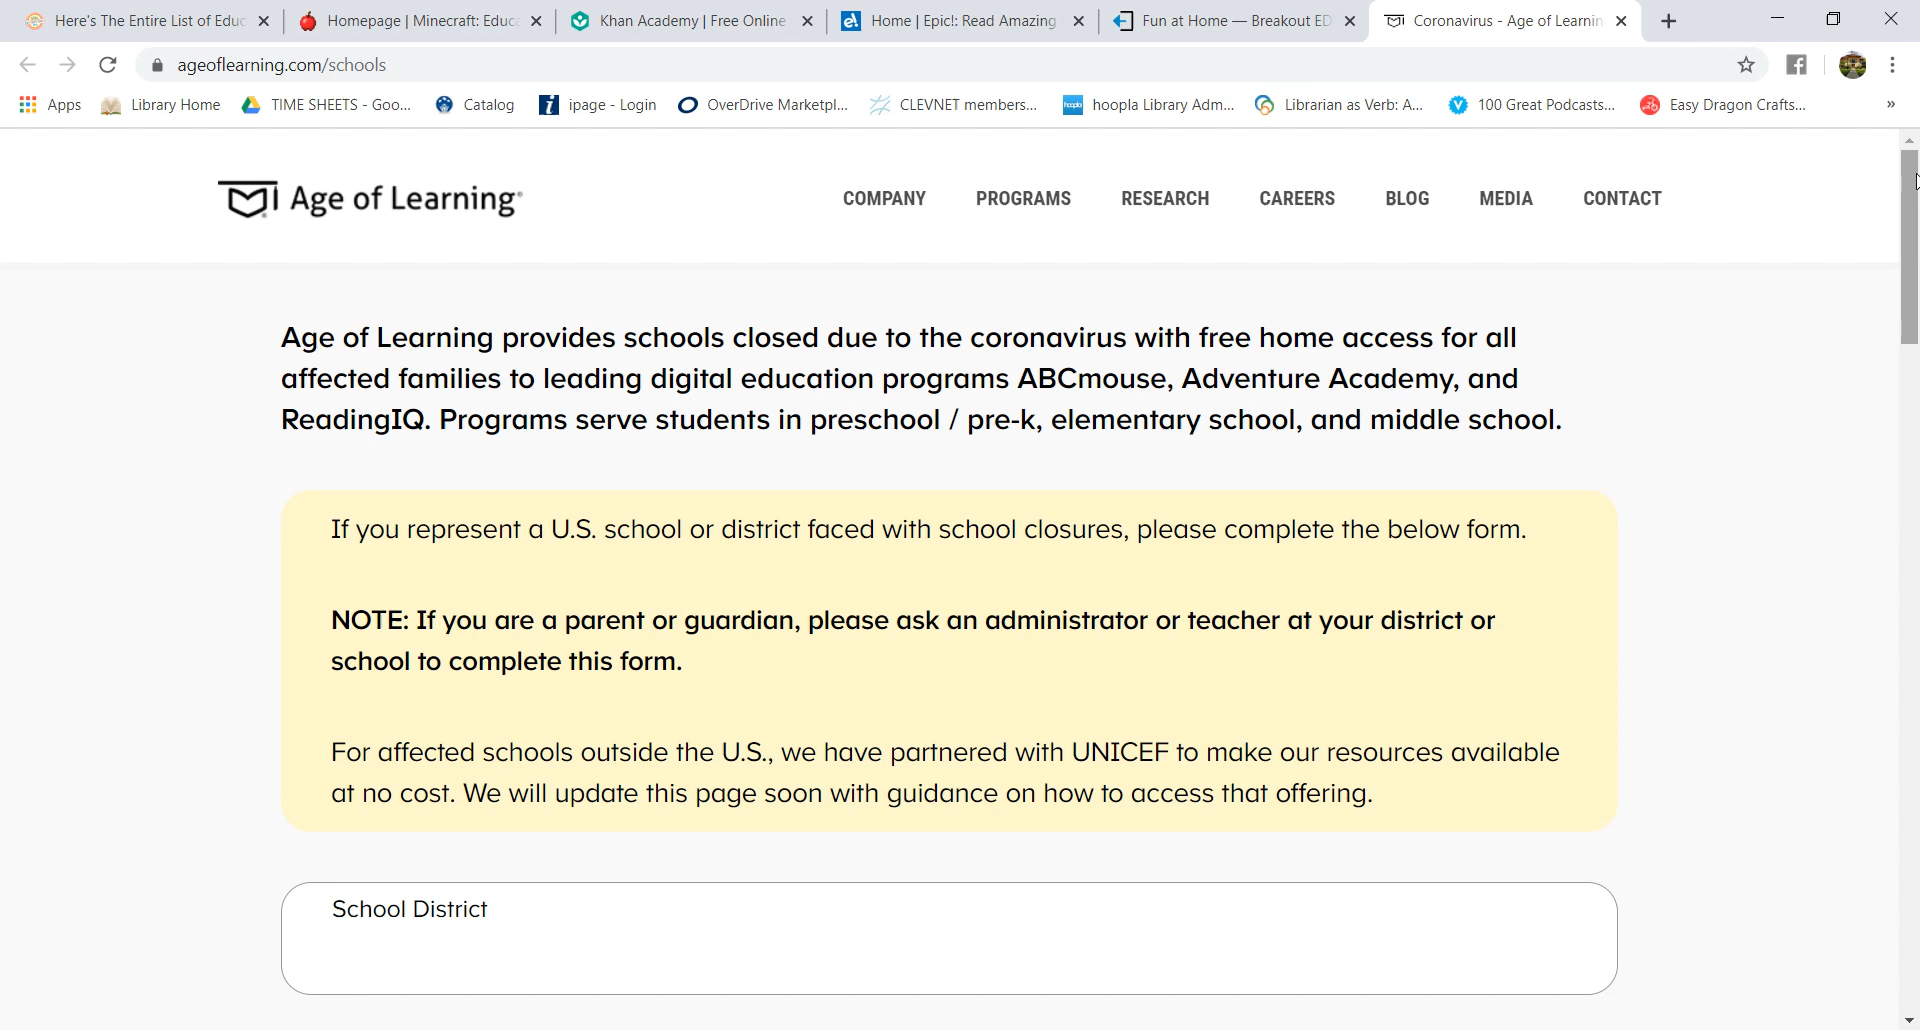 Here's The Entire List of Educ
Homepage | Minecraft: Educa
Khan Academy | Free Online
Home | Epic!: Read Amazing
Fun at Home — Breakout ED
Coronavirus - Age of Learnin
ageoflearning.com/schools
Apps
Library Home
TIME SHEETS - Goo...
Catalog
ipage - Login
OverDrive Marketpl...
CLEVNET members...
hoopla Library Adm...
Librarian as Verb: A...
100 Great Podcasts...
Easy Dragon Crafts...
»
Age of Learning
COMPANY
PROGRAMS
RESEARCH
CAREERS
BLOG
MEDIA
CONTACT
Age of Learning provides schools closed due to the coronavirus with free home access for all
affected families to leading digital education programs ABCmouse, Adventure Academy, and
ReadingIQ. Programs serve students in preschool / pre-k, elementary school, and middle school.
If you represent a U.S. school or district faced with school closures, please complete the below form.
NOTE: If you are a parent or guardian, please ask an administrator or teacher at your district or
school to complete this form.
For affected schools outside the U.S., we have partnered with UNICEF to make our resources available
at no cost. We will update this page soon with guidance on how to access that offering.
School District